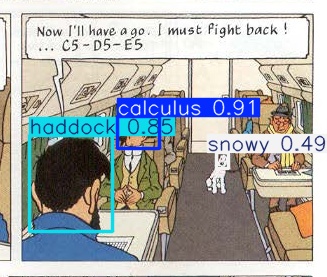 Now I'll have a go. I must fight back !
... C5-D5-E5
calculus 0.91
haddock 0.85
snowy 0.49